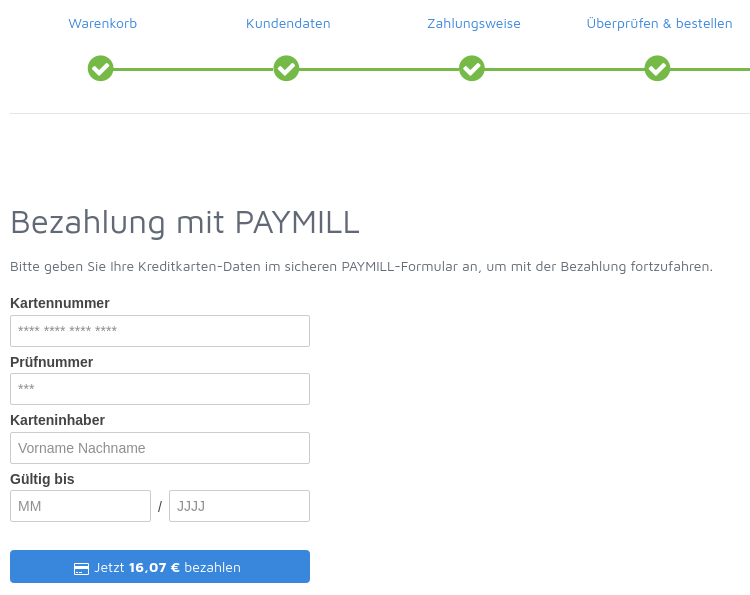 Warenkorb Kundendaten Zahlungsweise Überprüfen & bestellen
Bezahlung mit PAYMILL
Bitte geben Sie Ihre Kreditkarten-Daten im sicheren PAYMILL-Formular an, um mit der Bezahlung fortzufahren.
Kartennummer
**** **** **** ****
Prüfnummer
***
Karteninhaber
Vorname Nachname
Gültig bis
MM / JJJJ
Jetzt 16,07 € bezahlen